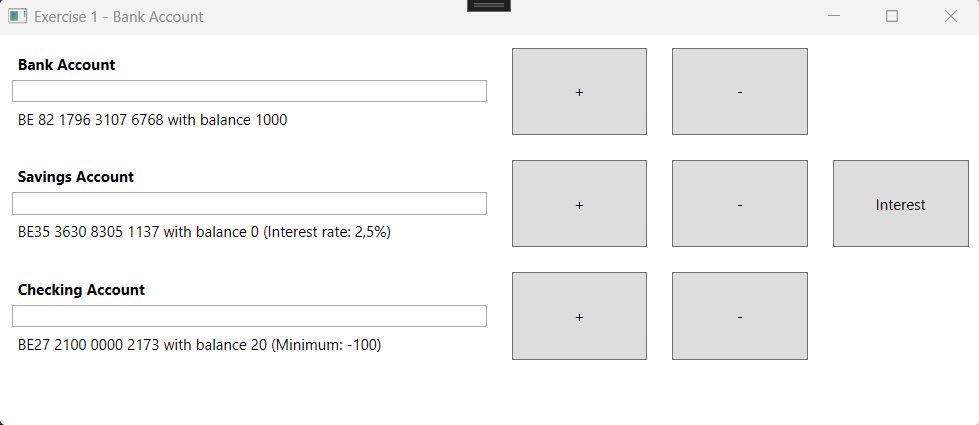 Exercise 1 - Bank Account
Bank Account
+ -
BE 82 1796 3107 6768 with balance 1000
Savings Account
+ - Interest
BE35 3630 8305 1137 with balance 0 (Interest rate: 2,5%)
Checking Account
+ -
BE27 2100 0000 2173 with balance 20 (Minimum: -100)